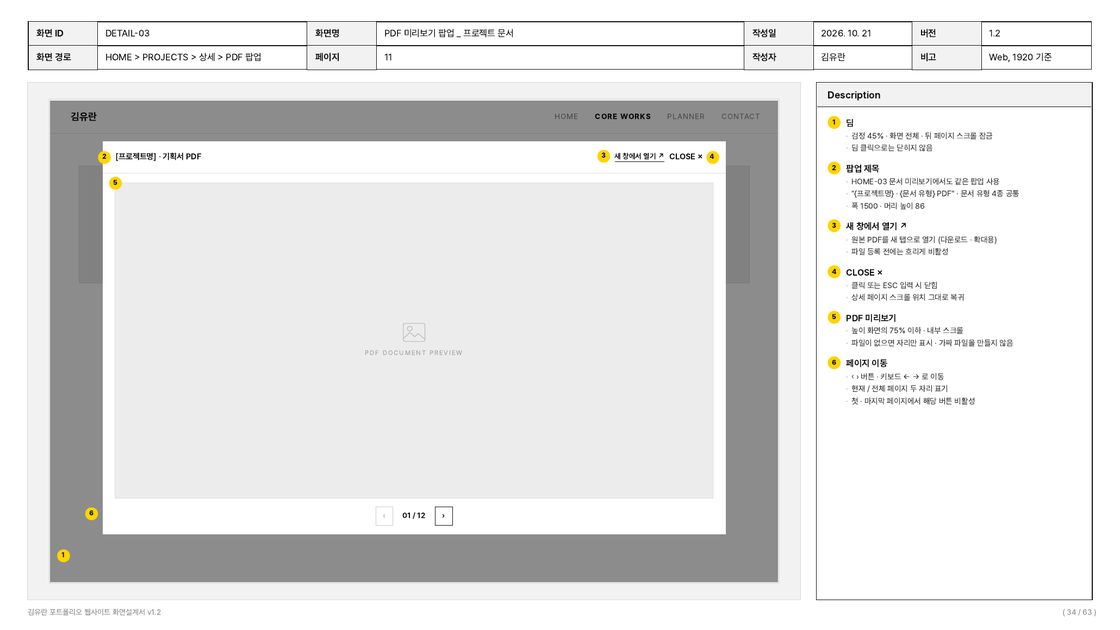 화면 ID DETAIL-03 화면명 PDF 미리보기 팝업 _ 프로젝트 문서 작성일 2026. 10. 21 버전 1.2
화면 경로 HOME > PROJECTS > 상세 > PDF 팝업 페이지 11 작성자 김유란 비고 Web, 1920 기준
김유란 HOME CORE WORKS PLANNER CONTACT
2 [프로젝트명] · 기획서 PDF 3 새 창에서 열기 ↗ CLOSE × 4
5
PDF DOCUMENT PREVIEW
6 ‹ 01 / 12 ›
1
Description
1 딤
· 검정 45% · 화면 전체 · 뒤 페이지 스크롤 잠금
· 딤 클릭으로는 닫히지 않음
2 팝업 제목
· HOME-03 문서 미리보기에서도 같은 팝업 사용
· "{프로젝트명} · {문서 유형} PDF" · 문서 유형 4종 공통
· 폭 1500 · 머리 높이 86
3 새 창에서 열기 ↗
· 원본 PDF를 새 탭으로 열기 (다운로드 · 확대용)
· 파일 등록 전에는 흐리게 비활성
4 CLOSE ×
· 클릭 또는 ESC 입력 시 닫힘
· 상세 페이지 스크롤 위치 그대로 복귀
5 PDF 미리보기
· 높이 화면의 75% 이하 · 내부 스크롤
· 파일이 없으면 자리만 표시 · 가짜 파일을 만들지 않음
6 페이지 이동
· ‹ › 버튼 · 키보드 ← → 로 이동
· 현재 / 전체 페이지 두 자리 표기
· 첫 · 마지막 페이지에서 해당 버튼 비활성
김유란 포트폴리오 웹사이트 화면설계서 v1.2
( 34 / 63 )